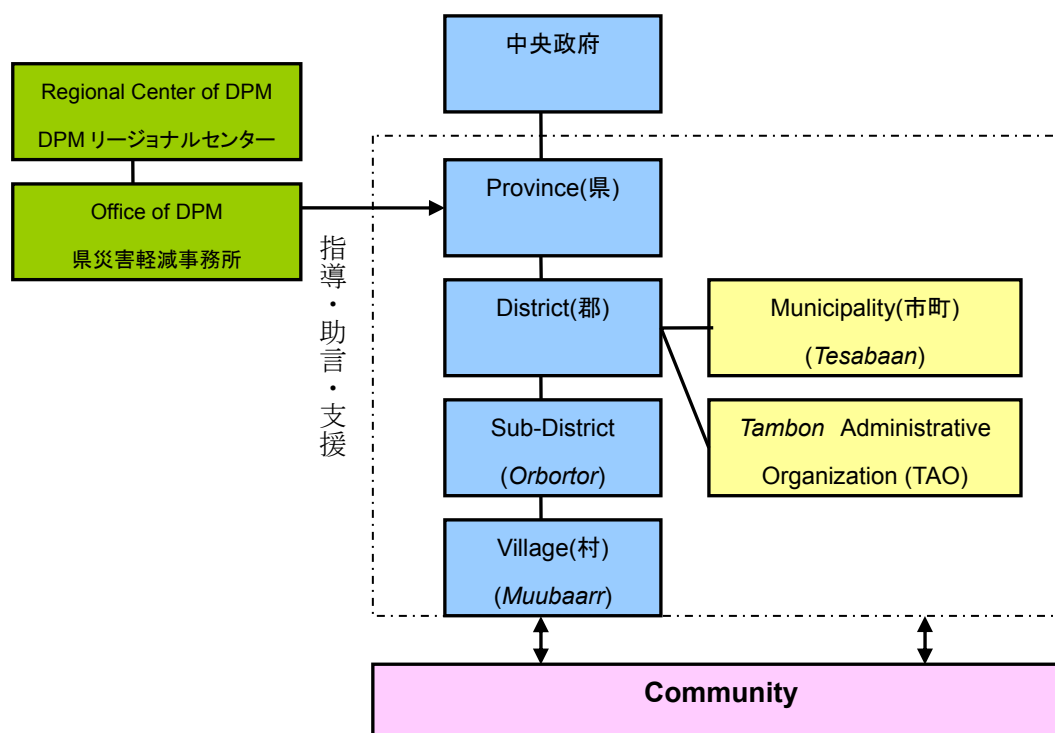 中央政府
Regional Center of DPM
DPM リージョナルセンター
Office of DPM
県災害軽減事務所
指導・助言・支援
Province(県)
District(郡)
Municipality(市町)
(Tesabaan)
Sub-District
(Orbortor)
Tambon Administrative
Organization (TAO)
Village(村)
(Muubaarr)
Community